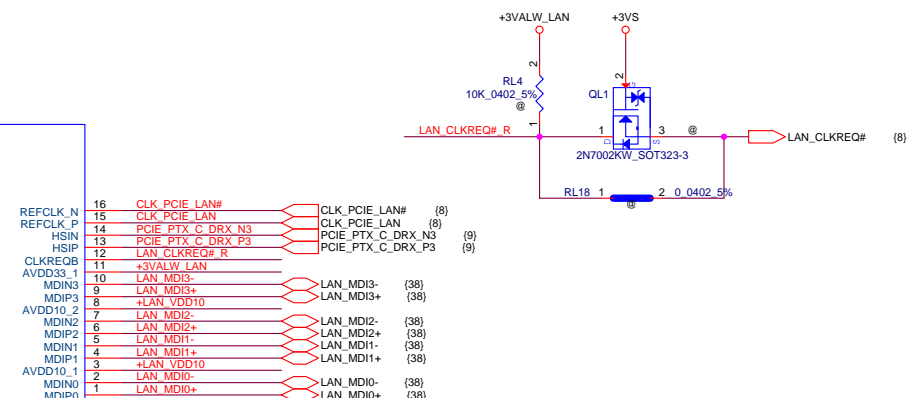 +3VALW_LAN +3VS
2
RL4
10K_0402_5%
@
1
2
G
QL1
LAN_CLKREQ#_R
1
D
3
S
@
LAN_CLKREQ# {8}
2N7002KW_SOT323-3
RL18 1 2 0_0402_5%
@
REFCLK_N 16 CLK_PCIE_LAN# CLK_PCIE_LAN# {8}
REFCLK_P 15 CLK_PCIE_LAN CLK_PCIE_LAN {8}
HSIN 14 PCIE_PTX_C_DRX_N3 PCIE_PTX_C_DRX_N3 {9}
HSIP 13 PCIE_PTX_C_DRX_P3 PCIE_PTX_C_DRX_P3 {9}
CLKREQB 12 LAN_CLKREQ#_R
AVDD33_1 11 +3VALW_LAN
MDIN3 10 LAN_MDI3- LAN_MDI3- {38}
MDIP3 9 LAN_MDI3+ LAN_MDI3+ {38}
AVDD10_2 8 +LAN_VDD10
MDIN2 7 LAN_MDI2- LAN_MDI2- {38}
MDIP2 6 LAN_MDI2+ LAN_MDI2+ {38}
MDIN1 5 LAN_MDI1- LAN_MDI1- {38}
MDIP1 4 LAN_MDI1+ LAN_MDI1+ {38}
AVDD10_1 3 +LAN_VDD10
MDIN0 2 LAN_MDI0- LAN_MDI0- {38}
MDIP0 1 LAN_MDI0+ LAN_MDI0+ {38}